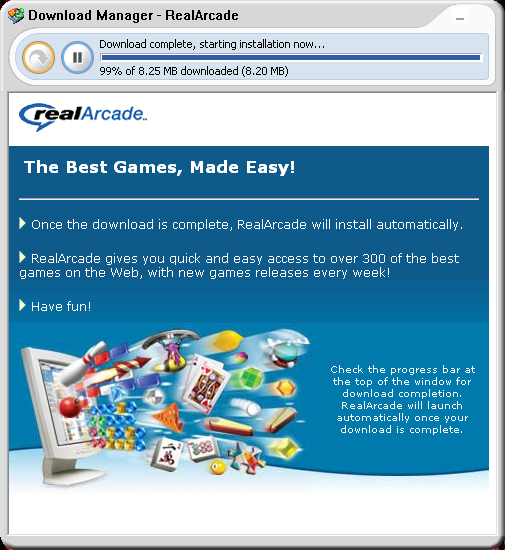 Download Manager - RealArcade
Download complete, starting installation now...
99% of 8.25 MB downloaded (8.20 MB)
realArcade™
The Best Games, Made Easy!
Once the download is complete, RealArcade will install automatically.
RealArcade gives you quick and easy access to over 300 of the best
games on the Web, with new games releases every week!
Have fun!
Check the progress bar at
the top of the window for
download completion.
RealArcade will launch
automatically once your
download is complete.